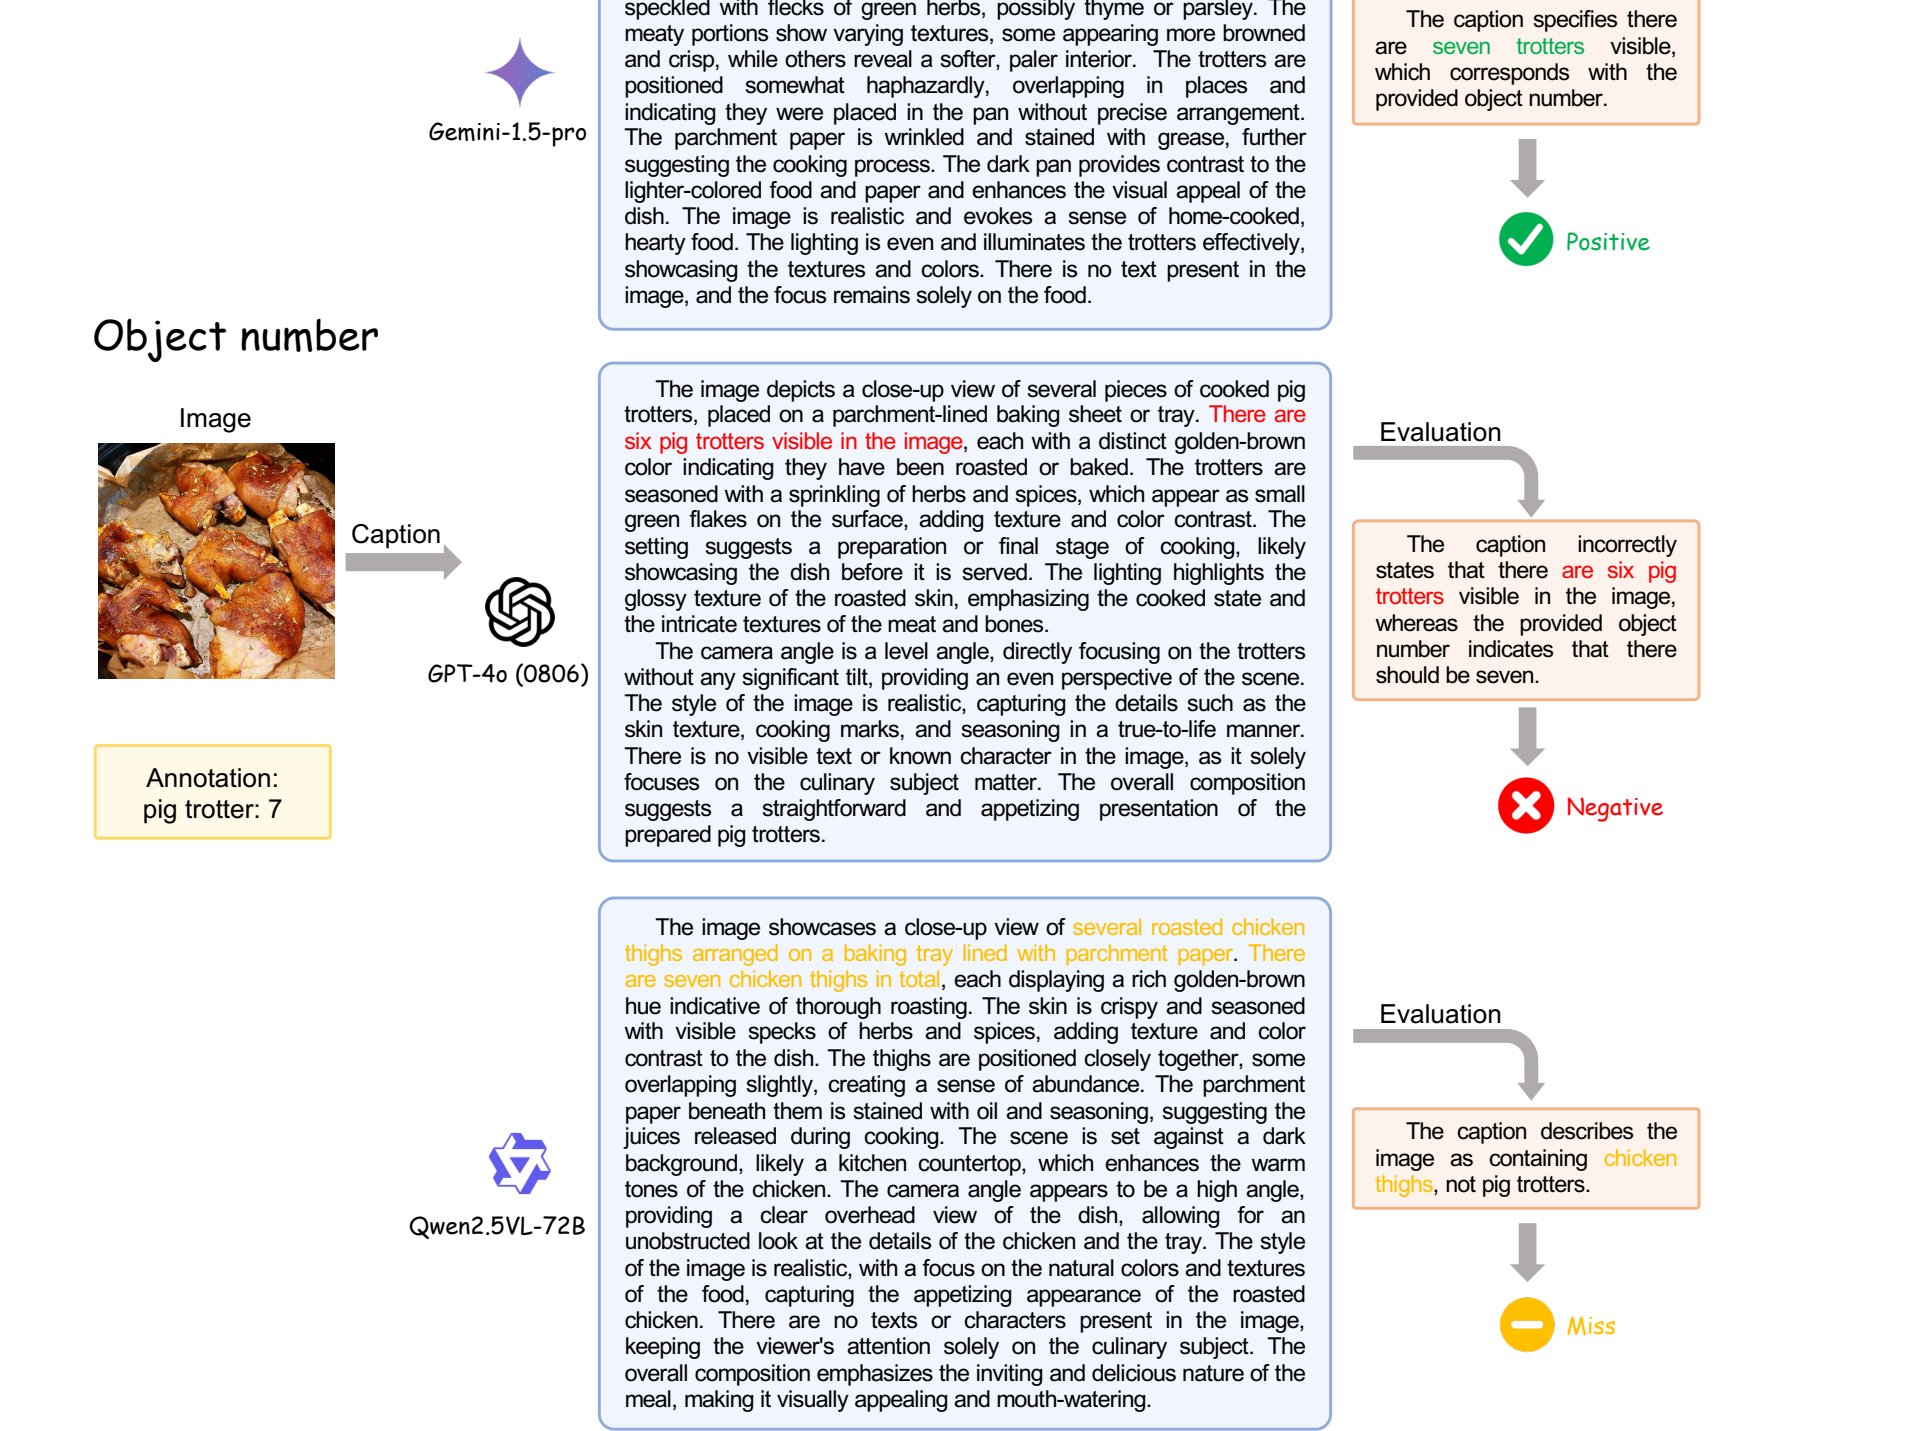 speckled with flecks of green herbs, possibly thyme or parsley. The
meaty portions show varying textures, some appearing more browned
and crisp, while others reveal a softer, paler interior. The trotters are
positioned somewhat haphazardly, overlapping in places and
indicating they were placed in the pan without precise arrangement.
The parchment paper is wrinkled and stained with grease, further
suggesting the cooking process. The dark pan provides contrast to the
lighter-colored food and paper and enhances the visual appeal of the
dish. The image is realistic and evokes a sense of home-cooked,
hearty food. The lighting is even and illuminates the trotters effectively,
showcasing the textures and colors. There is no text present in the
image, and the focus remains solely on the food.
Gemini-1.5-pro
The caption specifies there
are seven trotters visible,
which corresponds with the
provided object number.
Positive
Object number
Image
Caption
Annotation:
pig trotter: 7
GPT-4o (0806)
The image depicts a close-up view of several pieces of cooked pig
trotters, placed on a parchment-lined baking sheet or tray. There are
six pig trotters visible in the image, each with a distinct golden-brown
color indicating they have been roasted or baked. The trotters are
seasoned with a sprinkling of herbs and spices, which appear as small
green flakes on the surface, adding texture and color contrast. The
setting suggests a preparation or final stage of cooking, likely
showcasing the dish before it is served. The lighting highlights the
glossy texture of the roasted skin, emphasizing the cooked state and
the intricate textures of the meat and bones.
The camera angle is a level angle, directly focusing on the trotters
without any significant tilt, providing an even perspective of the scene.
The style of the image is realistic, capturing the details such as the
skin texture, cooking marks, and seasoning in a true-to-life manner.
There is no visible text or known character in the image, as it solely
focuses on the culinary subject matter. The overall composition
suggests a straightforward and appetizing presentation of the
prepared pig trotters.
Evaluation
The caption incorrectly
states that there are six pig
trotters visible in the image,
whereas the provided object
number indicates that there
should be seven.
Negative
Qwen2.5VL-72B
The image showcases a close-up view of several roasted chicken
thighs arranged on a baking tray lined with parchment paper. There
are seven chicken thighs in total, each displaying a rich golden-brown
hue indicative of thorough roasting. The skin is crispy and seasoned
with visible specks of herbs and spices, adding texture and color
contrast to the dish. The thighs are positioned closely together, some
overlapping slightly, creating a sense of abundance. The parchment
paper beneath them is stained with oil and seasoning, suggesting the
juices released during cooking. The scene is set against a dark
background, likely a kitchen countertop, which enhances the warm
tones of the chicken. The camera angle appears to be a high angle,
providing a clear overhead view of the dish, allowing for an
unobstructed look at the details of the chicken and the tray. The style
of the image is realistic, with a focus on the natural colors and textures
of the food, capturing the appetizing appearance of the roasted
chicken. There are no texts or characters present in the image,
keeping the viewer's attention solely on the culinary subject. The
overall composition emphasizes the inviting and delicious nature of the
meal, making it visually appealing and mouth-watering.
Evaluation
The caption describes the
image as containing chicken
thighs, not pig trotters.
Miss